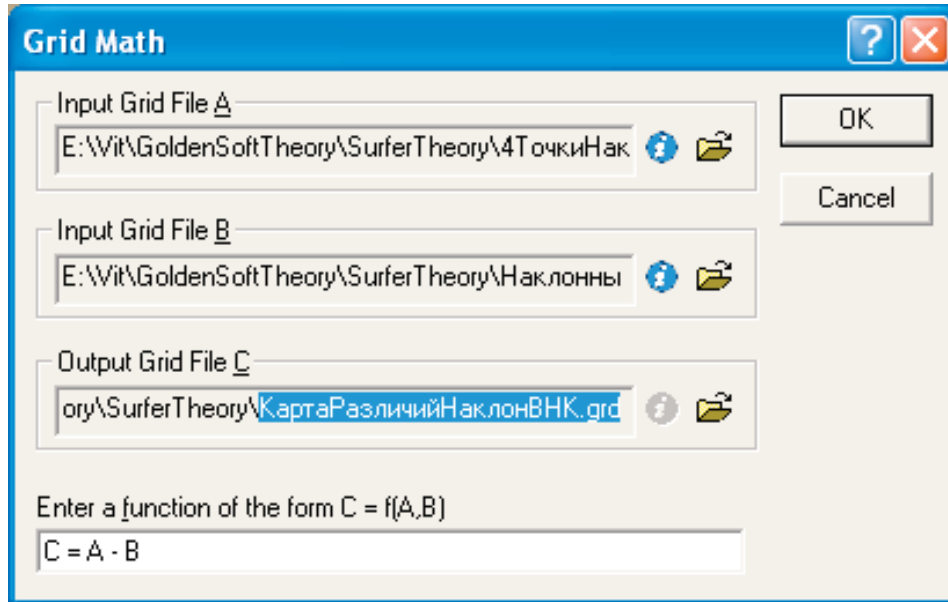 Grid Math
Input Grid File A
E:\Vit\GoldenSoftTheory\SurferTheory\4ТочкиНак
OK
Cancel
Input Grid File B
E:\Vit\GoldenSoftTheory\SurferTheory\Наклонны
Output Grid File C
ory\SurferTheory\КартаРазличийНаклонВНК.grd
Enter a function of the form C = f(A,B)
C = A - B